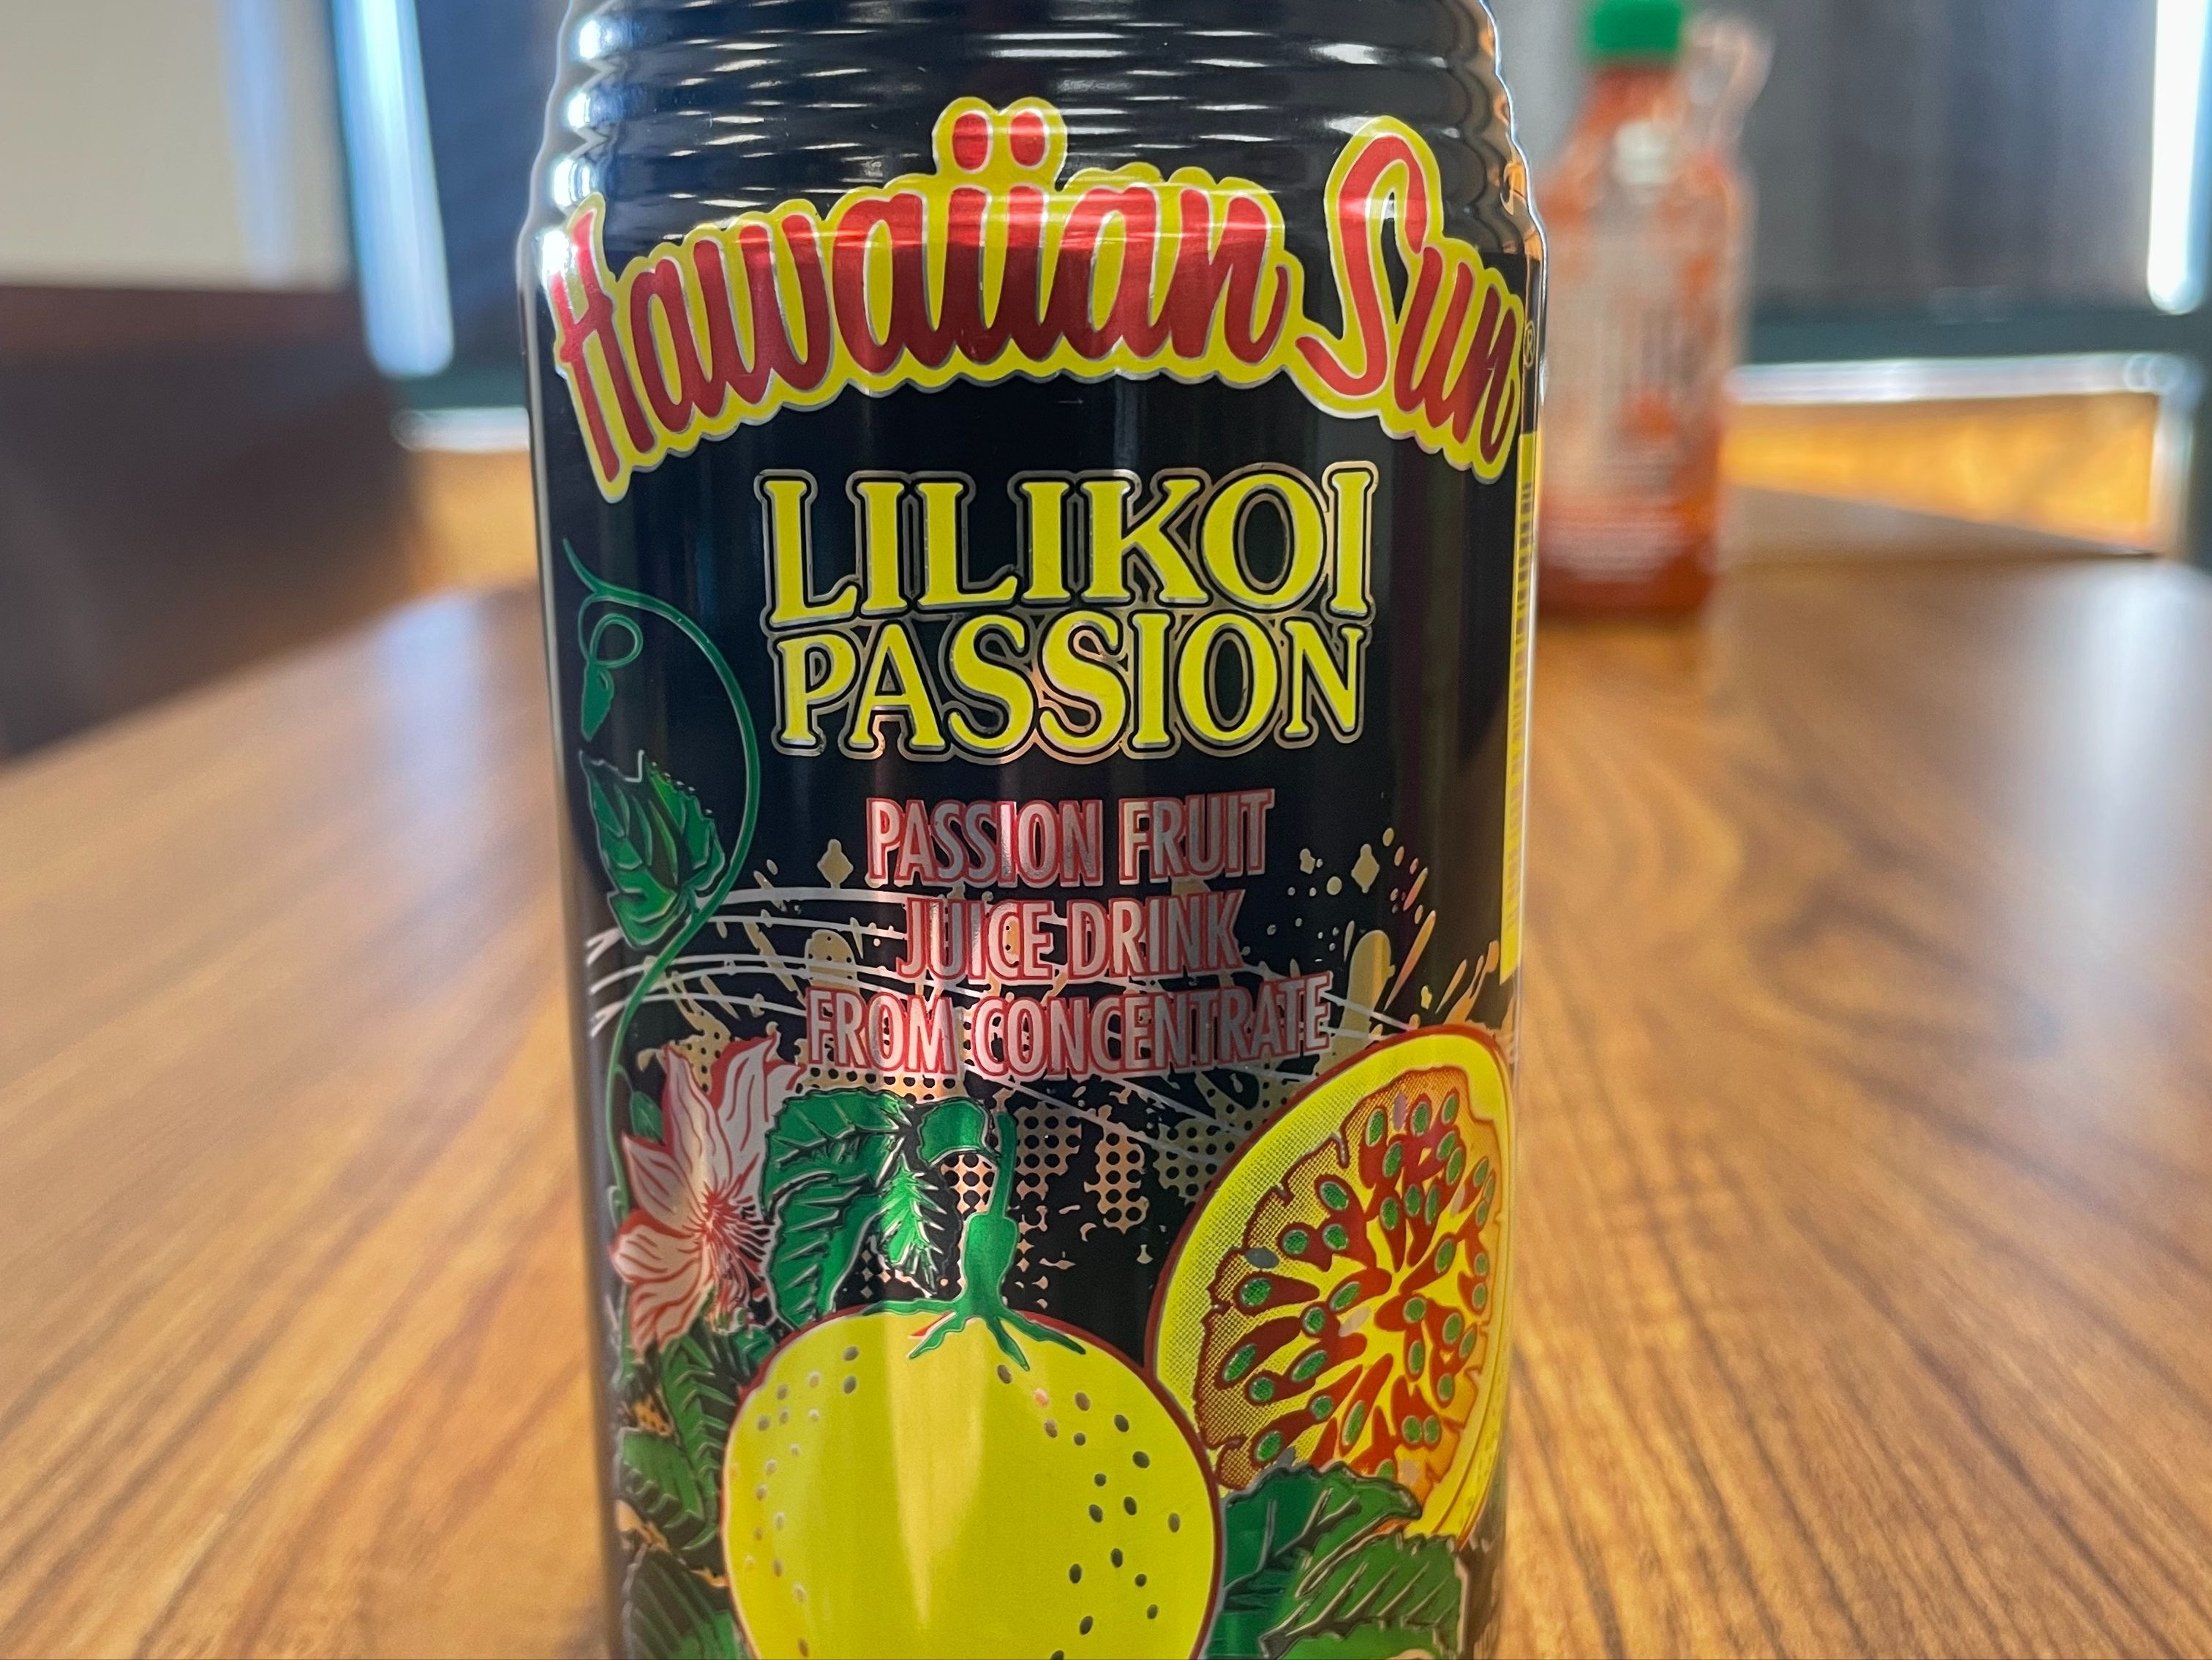 Hawaiian Sun®
LILIKOI
PASSION
PASSION FRUIT
JUICE DRINK
FROM CONCENTRATE